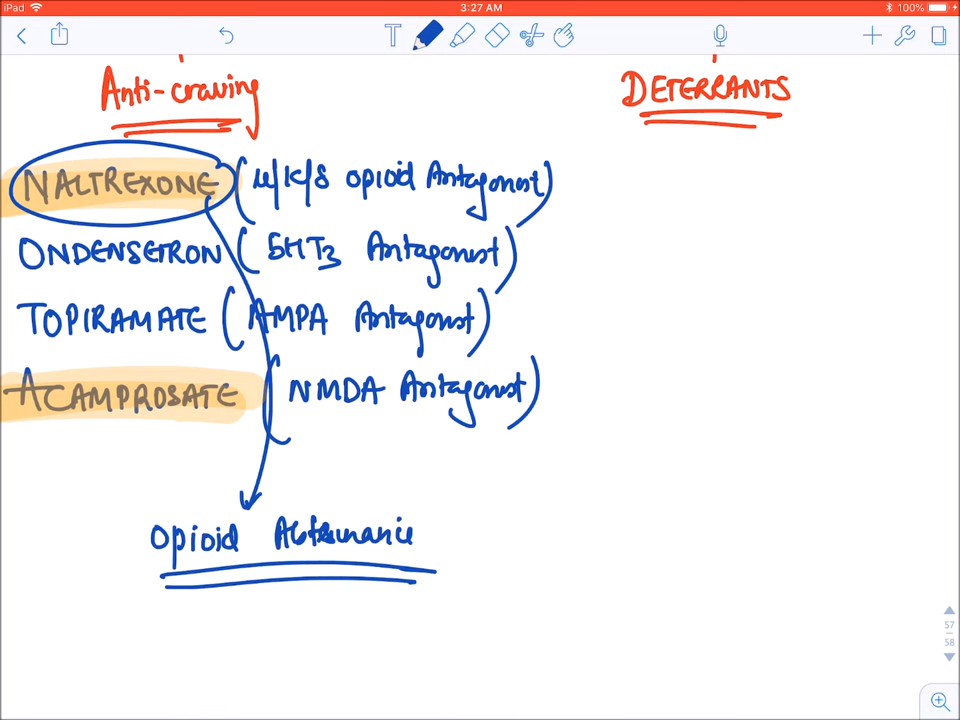 iPad 3:27 AM 100%
T
Anti-craving
DETERRANTS
NALTREXONE (μ/K/δ opioid Antagonist)
ONDENSETRON (5HT3 Antagonist)
TOPIRAMATE (AMPA Antagonist)
ACAMPROSATE (NMDA Antagonist)
Opioid
57
58